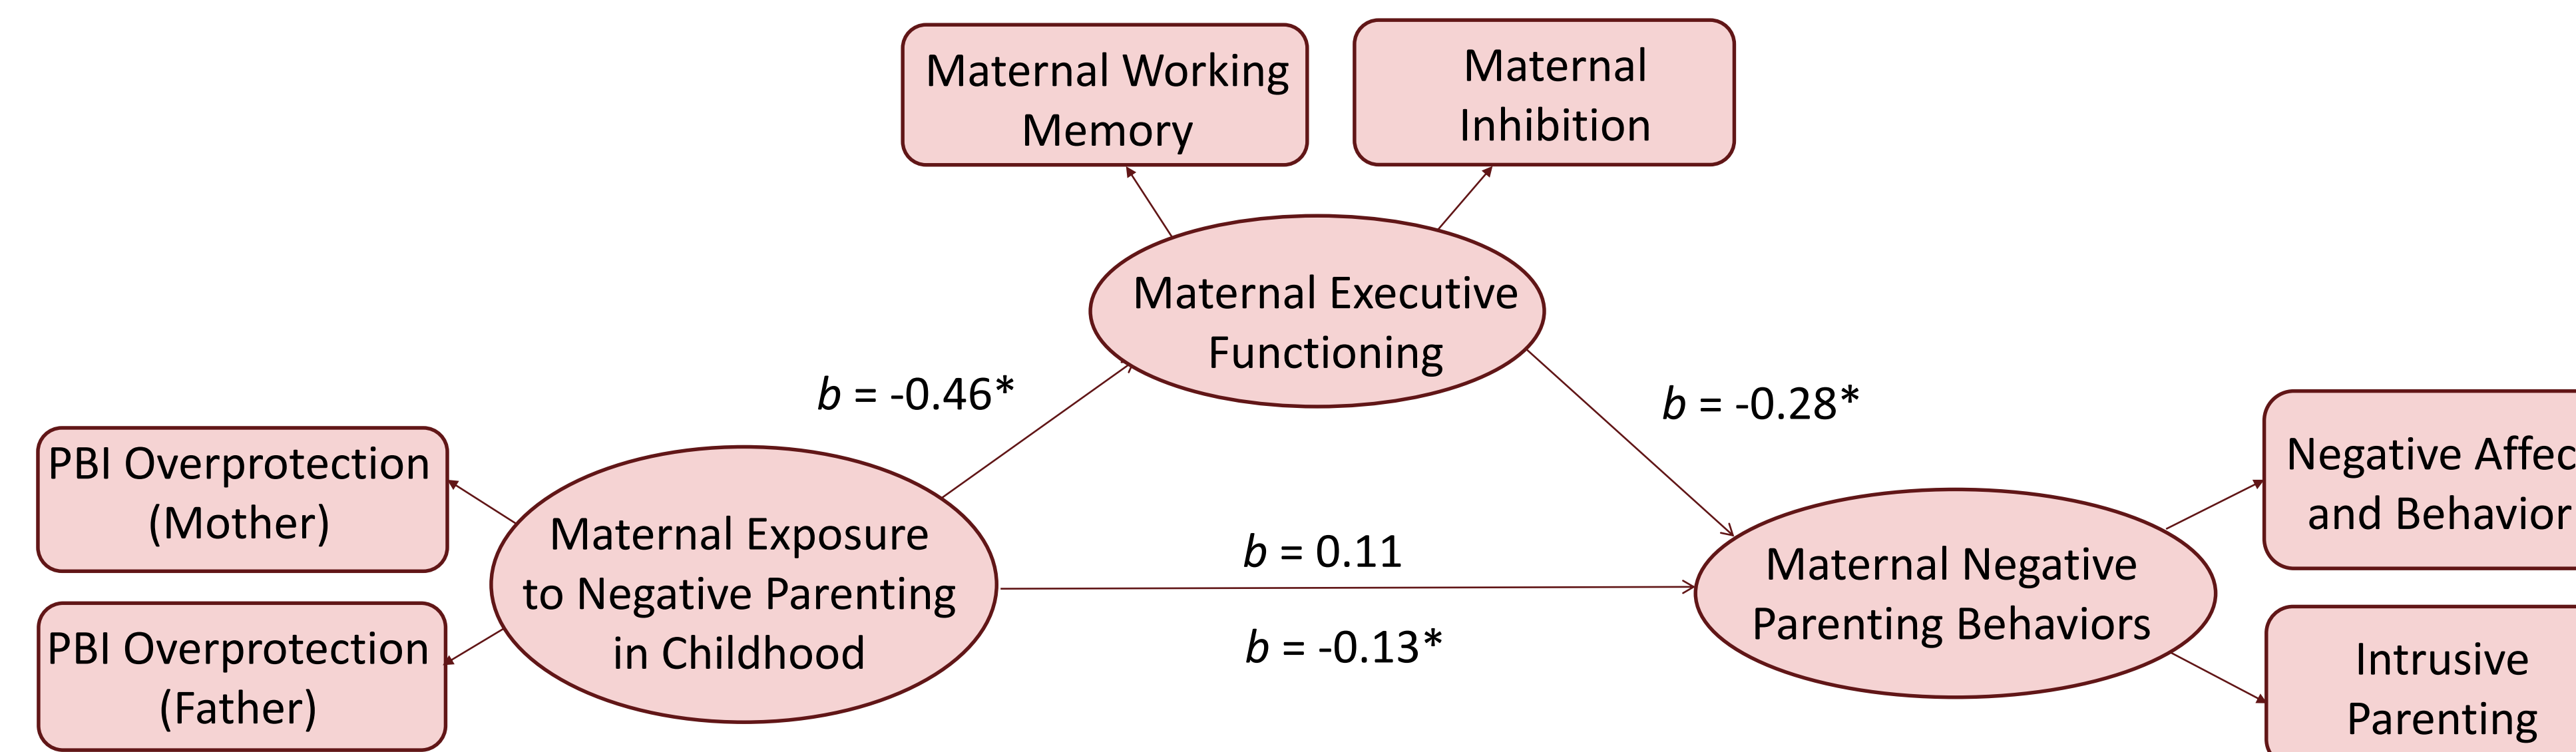 Maternal Working
Memory
Maternal
Inhibition
Maternal Executive
Functioning
b = -0.46*
b = -0.28*
PBI Overprotection
(Mother)
PBI Overprotection
(Father)
Maternal Exposure
to Negative Parenting
in Childhood
b = 0.11
b = -0.13*
Maternal Negative
Parenting Behaviors
Negative Affec
and Behavior
Intrusive
Parenting